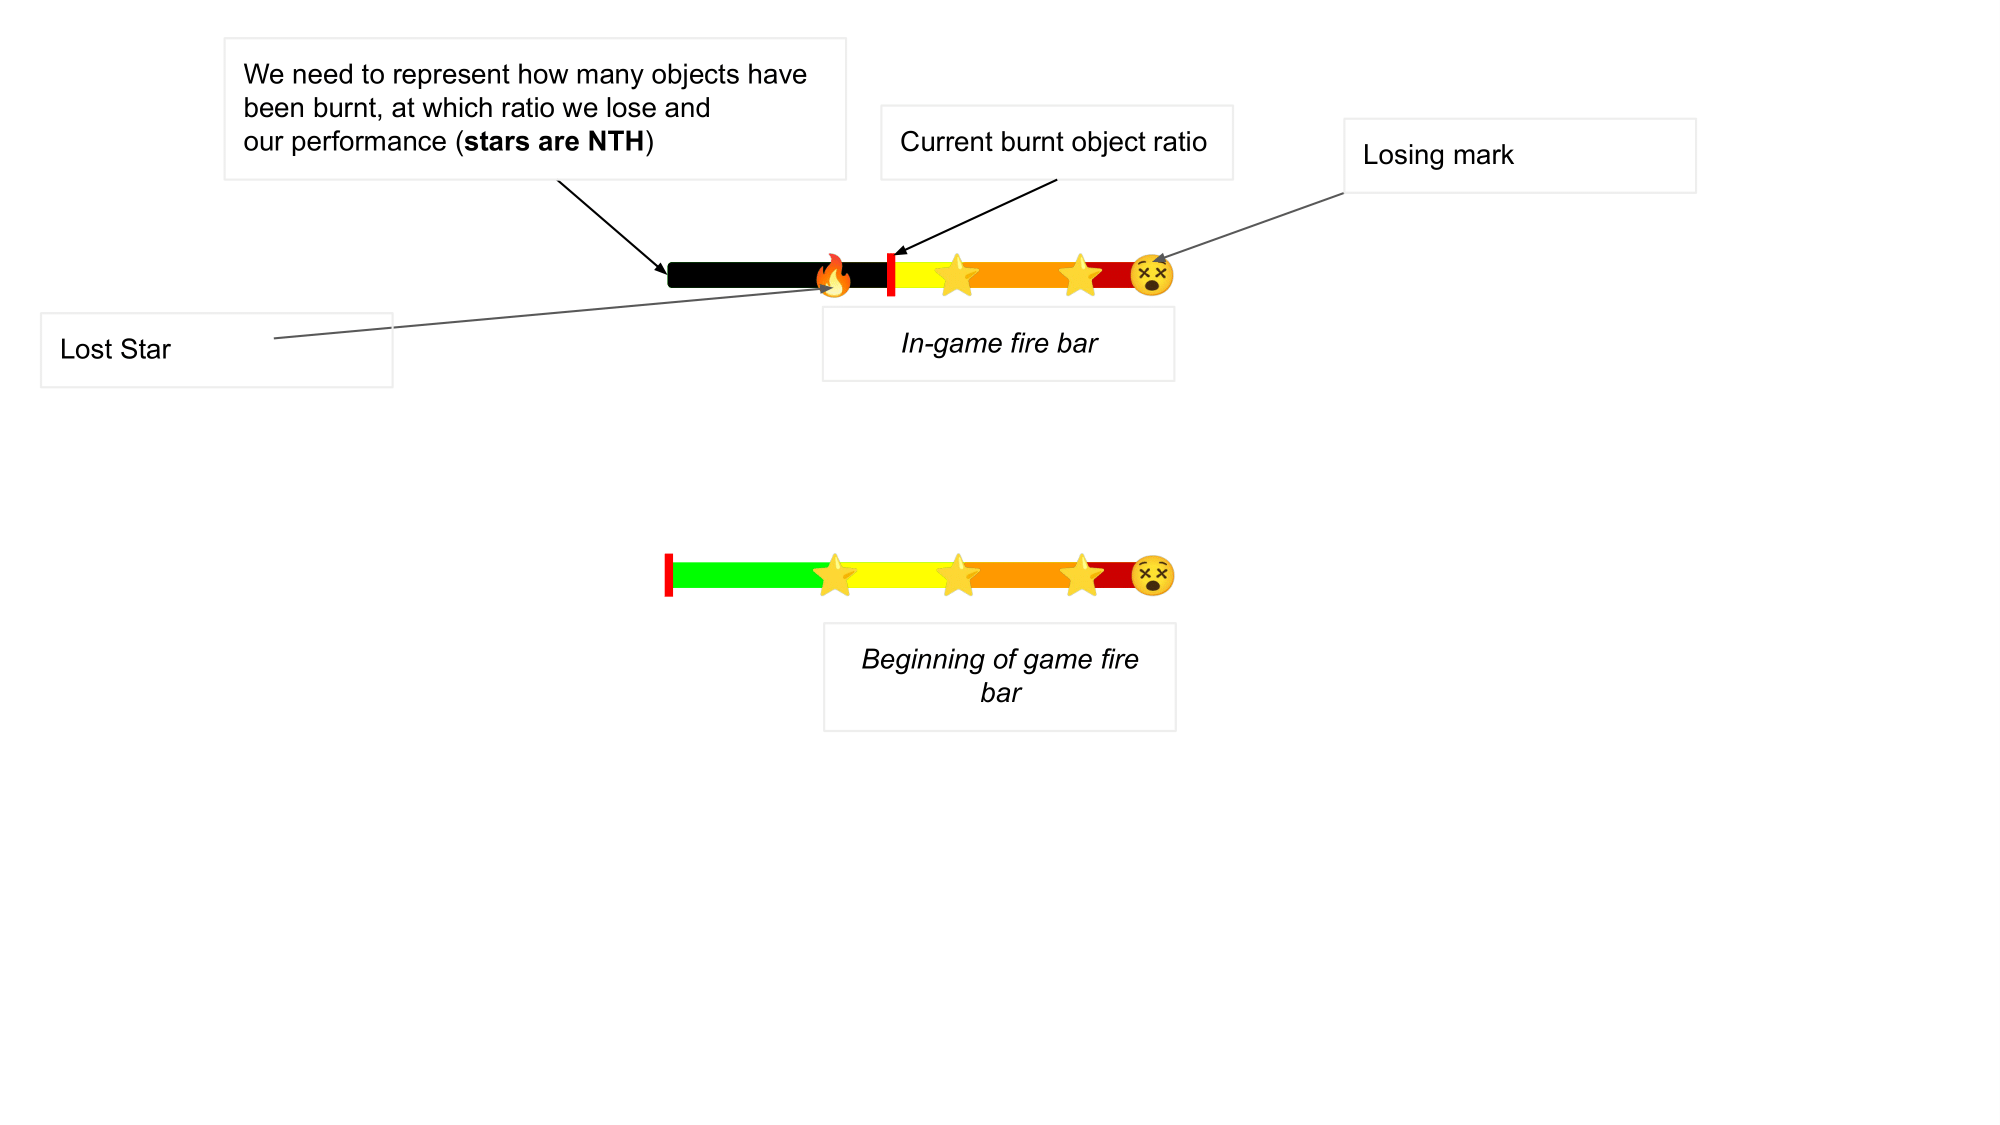 We need to represent how many objects have
been burnt, at which ratio we lose and
our performance (stars are NTH)
Current burnt object ratio
Losing mark
Lost Star
In-game fire bar
Beginning of game fire
bar